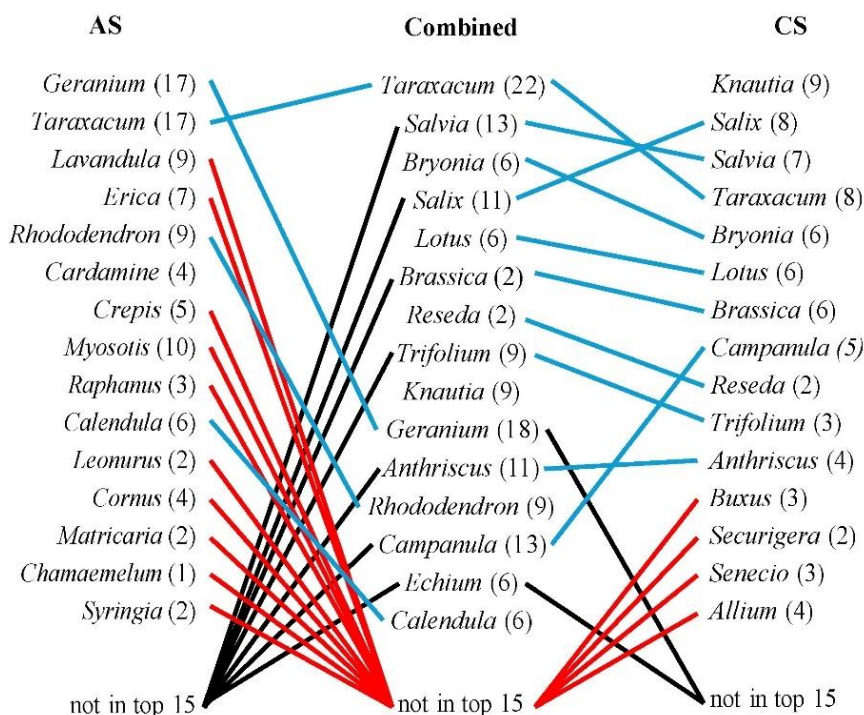 AS Combined CS
Geranium (17) Taraxacum (22) Knautia (9)
Taraxacum (17) Salvia (13) Salix (8)
Lavandula (9) Bryonia (6) Salvia (7)
Erica (7) Salix (11) Taraxacum (8)
Rhododendron (9) Lotus (6) Bryonia (6)
Cardamine (4) Brassica (2) Lotus (6)
Crepis (5) Reseda (2) Brassica (6)
Myosotis (10) Trifolium (9) Campanula (5)
Raphanus (3) Knautia (9) Reseda (2)
Calendula (6) Geranium (18) Trifolium (3)
Leonurus (2) Anthriscus (11) Anthriscus (4)
Cornus (4) Rhododendron (9) Buxus (3)
Matricaria (2) Campanula (13) Securigera (2)
Chamaemelum (1) Echium (6) Senecio (3)
Syringia (2) Calendula (6) Allium (4)
not in top 15 not in top 15 not in top 15